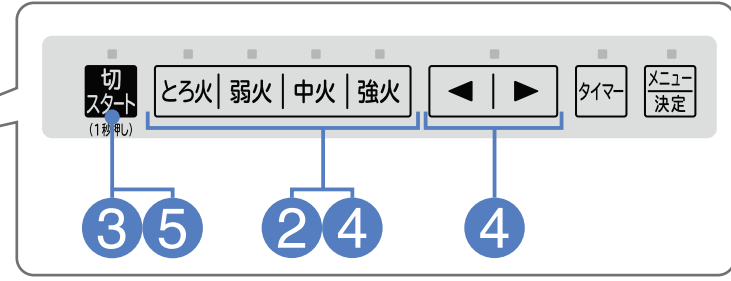 切
スタート
(1秒押し)
とろ火 弱火 中火 強火
◀ ▶
タイマー
メニュー
決定
3 5 2 4 4